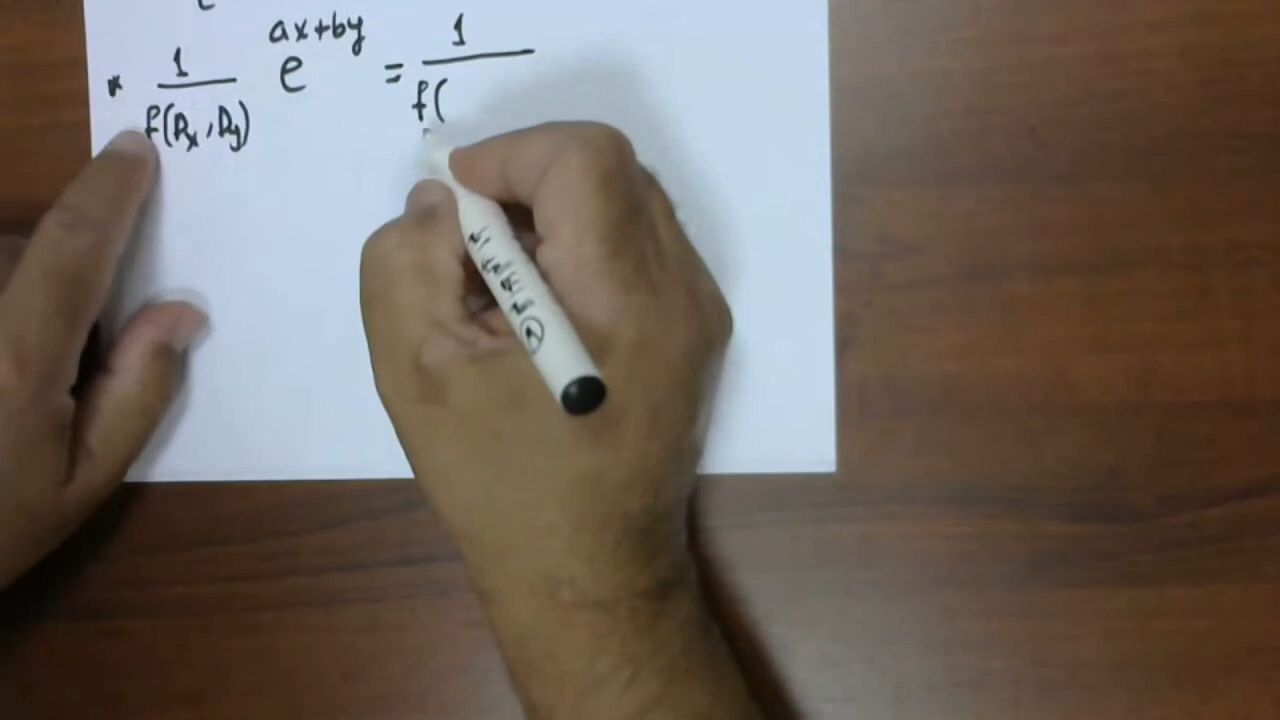 * 1/f(Dx, Dy) e^(ax+by) = 1/f(